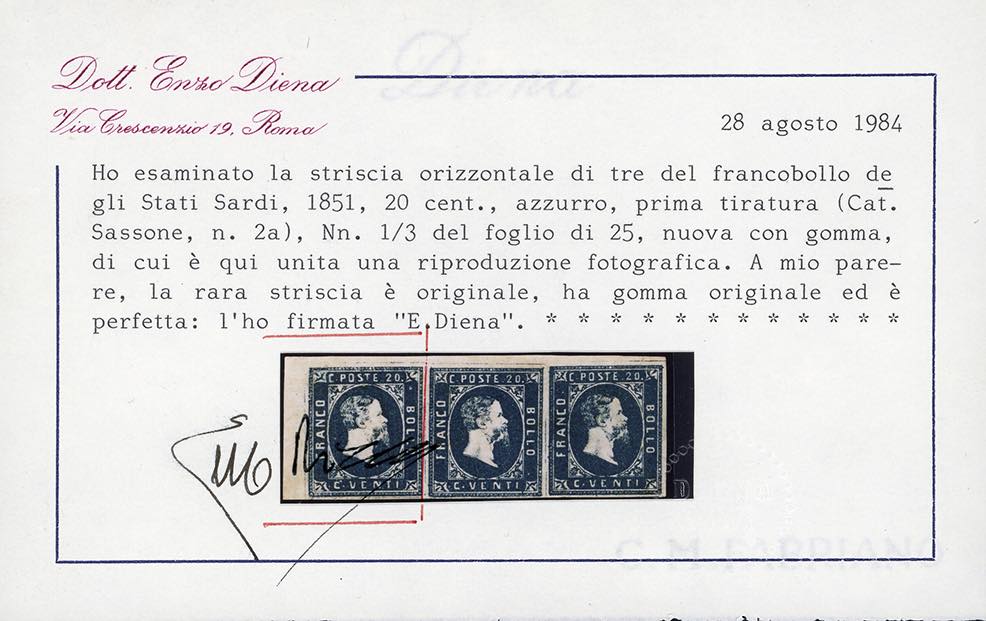 Dott. Enzo Diena
Via Crescenzio 19, Roma
28 agosto 1984
Ho esaminato la striscia orizzontale di tre del francobollo de
gli Stati Sardi, 1851, 20 cent., azzurro, prima tiratura (Cat.
Sassone, n. 2a), Nn. 1/3 del foglio di 25, nuova con gomma,
di cui è qui unita una riproduzione fotografica. A mio pare-
re, la rara striscia è originale, ha gomma originale ed è
perfetta: l'ho firmata "E.Diena". * * * * * * * * * * * * *
C. POSTE. 20. C. POSTE 20. C. POSTE. 20.
FRANCO BOLLO FRANCO BOLLO FRANCO BOLLO
C. VENTI C. VENTI C. VENTI
Diena
C. M. FABRIANO